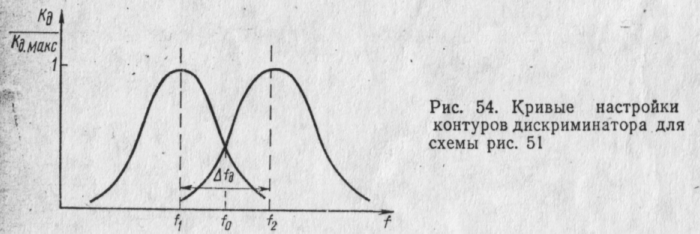 Kд
Kд.макс
1
Δfд
f₁ f₀ f₂ f
Рис. 54. Кривые настройки
контуров дискриминатора для
схемы рис. 51